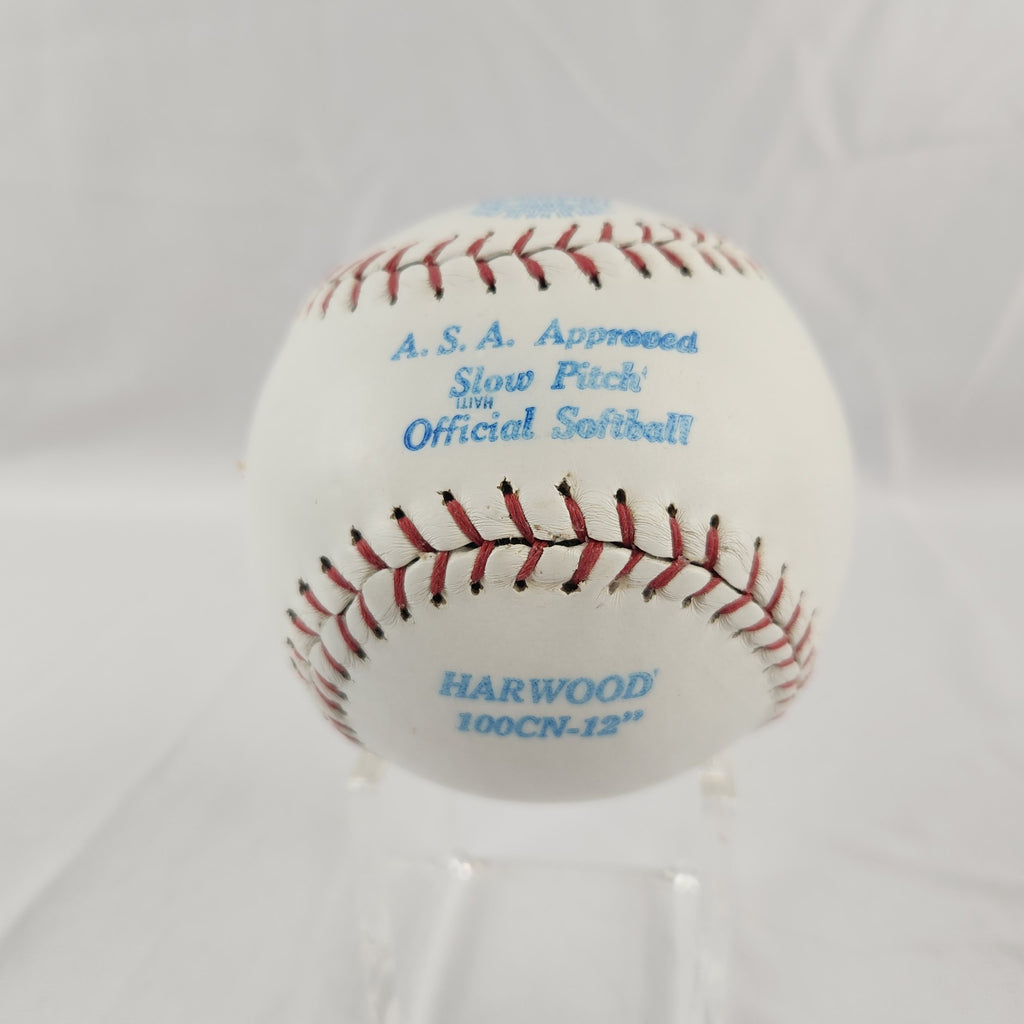 A. S. A. Approved
Slow Pitch
HAITI
Official Softball
HARWOOD
100CN-12"